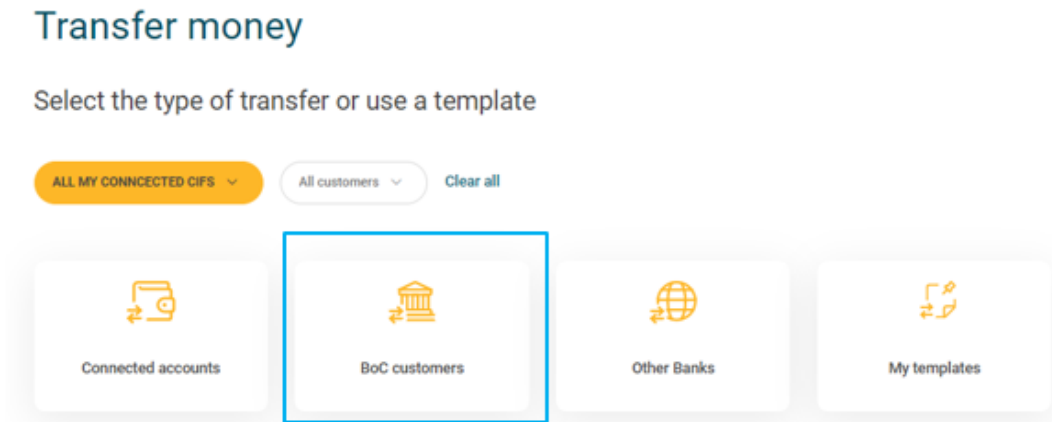 Transfer money
Select the type of transfer or use a template
ALL MY CONNCECTED CIFS
All customers
Clear all
Connected accounts
BoC customers
Other Banks
My templates